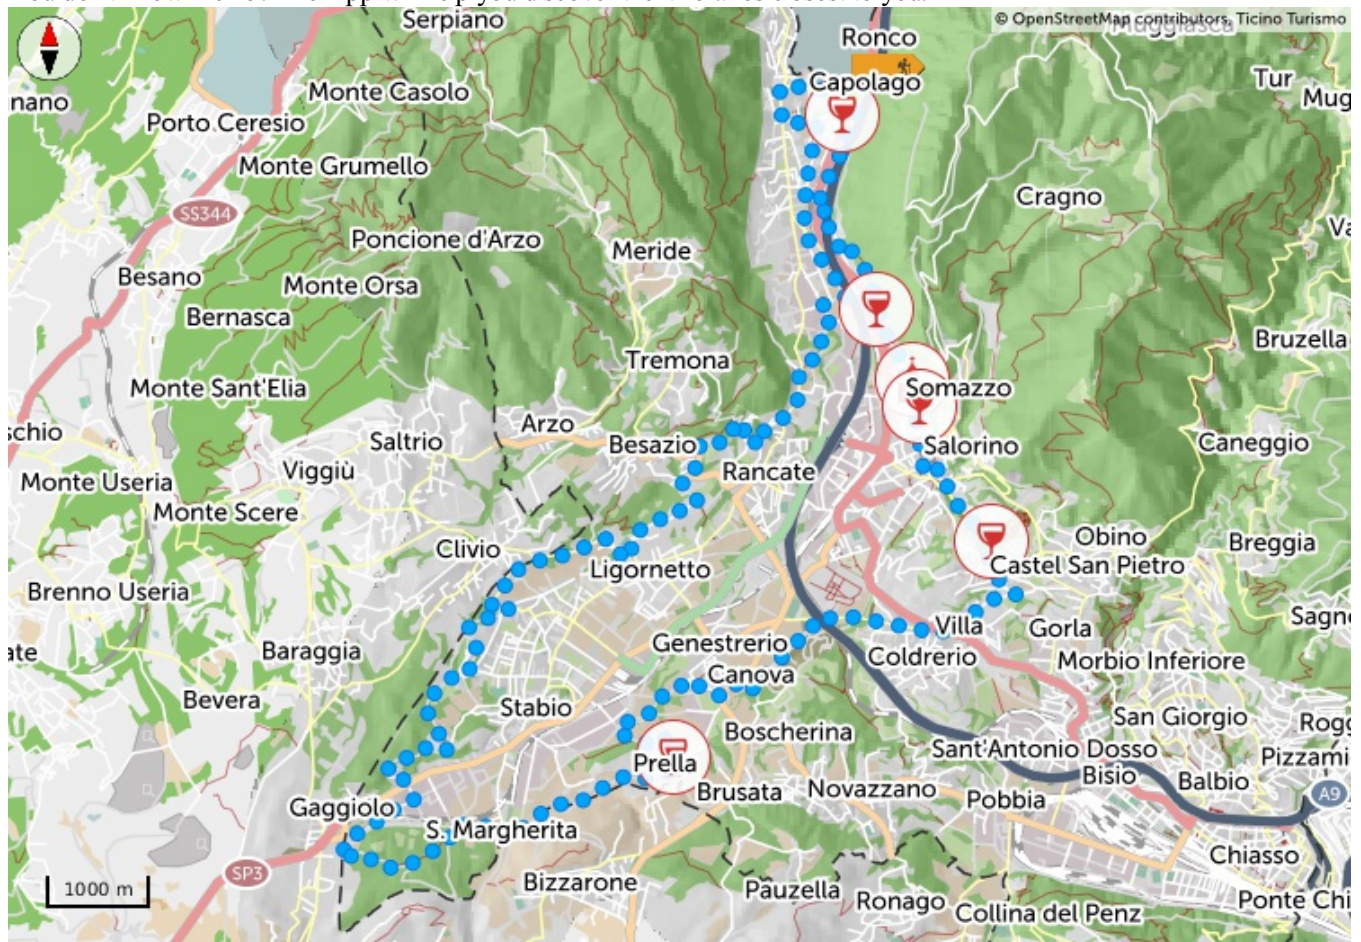 © OpenStreetMap contributors, Ticino Turismo
Serpiano
Muggiasca
Ronco
Capolago
Tur
nano
Monte Casolo
Porto Ceresio
Monte Grumello
Cragno
SS344
Poncione d'Arzo
Meride
Besano
Monte Orsa
Bernasca
Bruzella
Tremona
Monte Sant'Elia
Somazzo
Arzo
schio
Saltrio
Besazio
Salorino
Caneggio
Viggiù
Rancate
Monte Useria
Monte Scere
Obino
Breggia
Clivio
Castel San Pietro
Ligornetto
Brenno Useria
Villa
Gorla
Genestrerio
Baraggia
Coldrerio
Morbio Inferiore
Canova
Bevera
Stabio
San Giorgio
Boscherina
Sant'Antonio Dosso
Prella
Bisio
Balbio
Brusata
Novazzano
Pobbia
A9
Gaggiolo
S. Margherita
Chiasso
SP3
Bizzarone
Pauzella
1000 m
Ronago
Collina del Penz
Ponte Chi